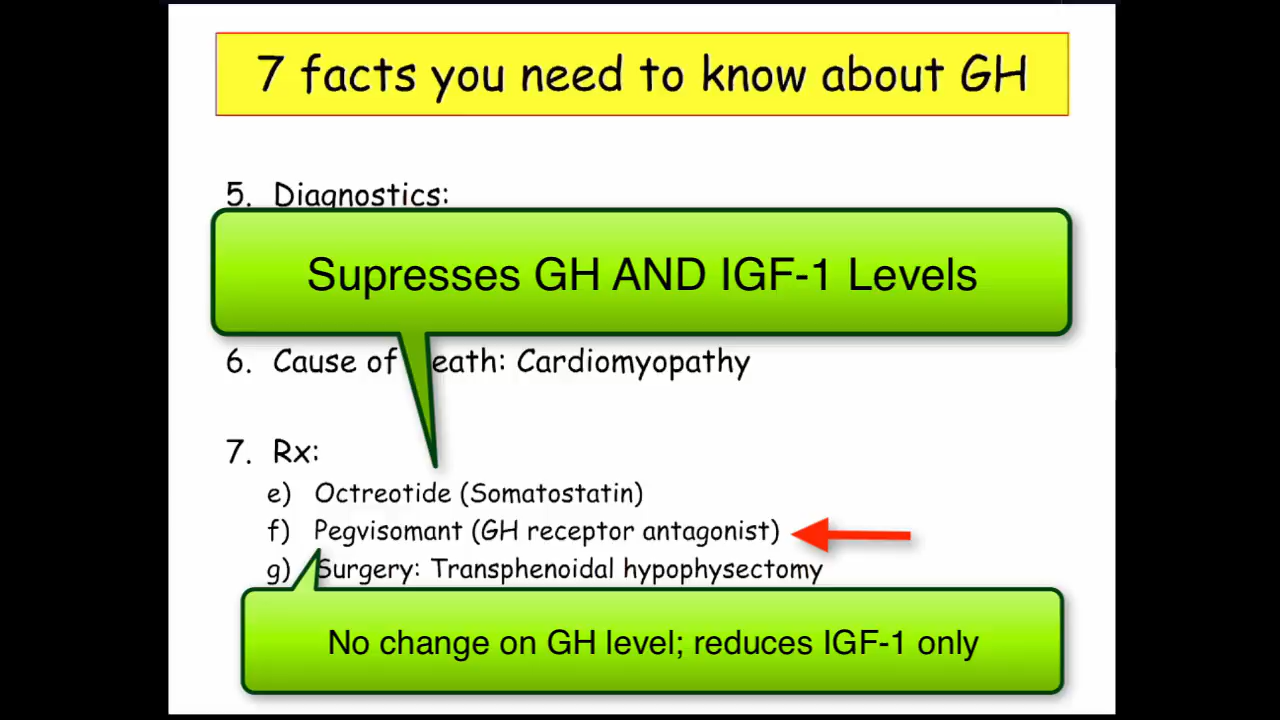 7 facts you need to know about GH
5. Diagnostics:
Supresses GH AND IGF-1 Levels
6. Cause of eath: Cardiomyopathy
7. Rx:
e) Octreotide (Somatostatin)
f) Pegvisomant (GH receptor antagonist)
g) Surgery: Transphenoidal hypophysectomy
No change on GH level; reduces IGF-1 only